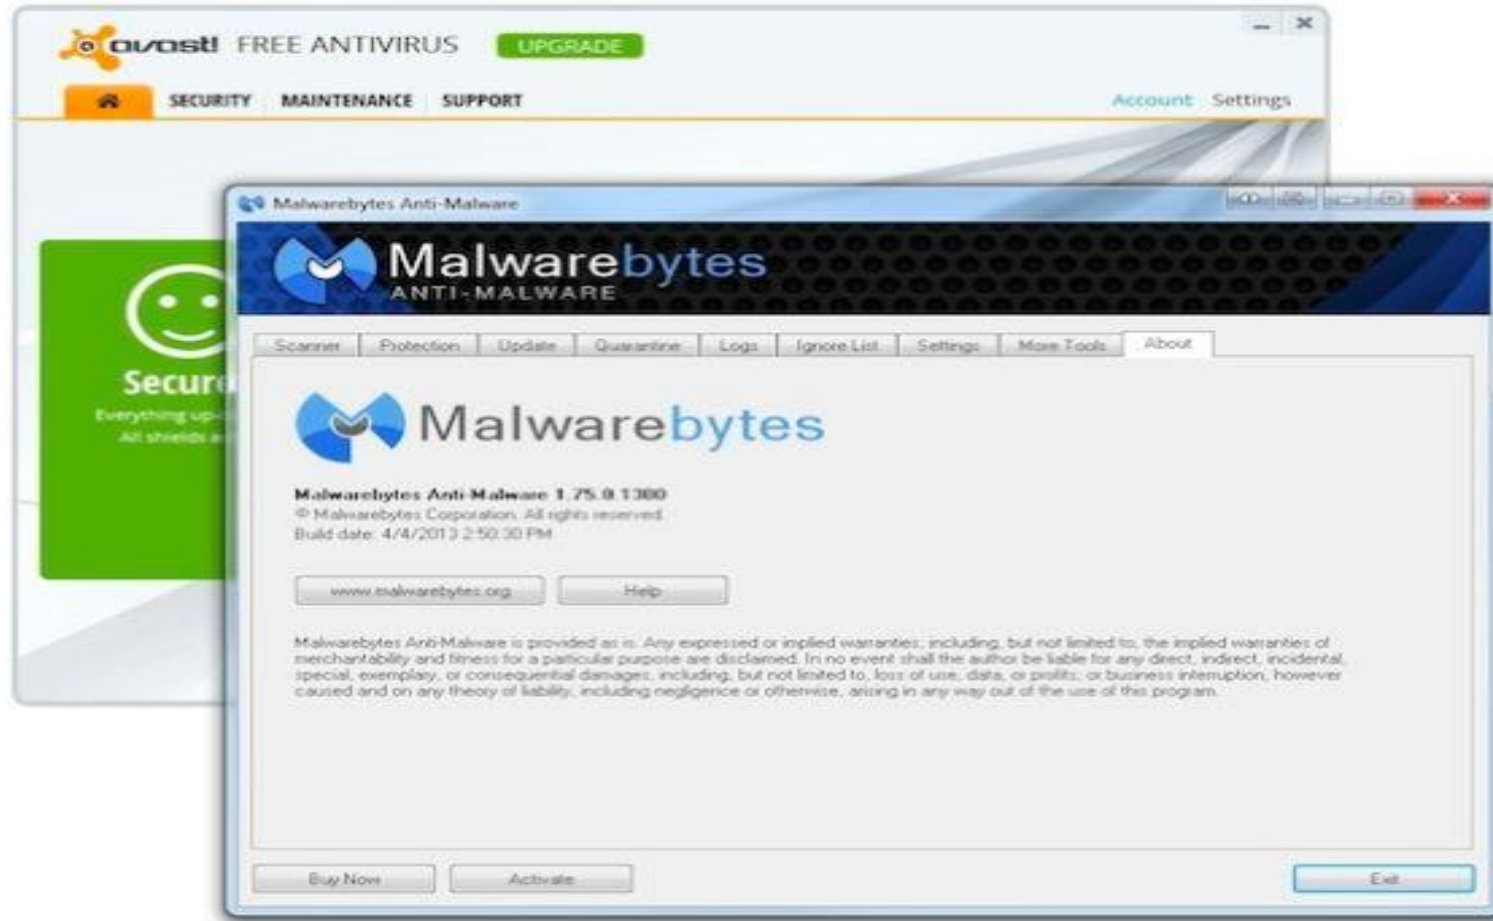 avast! FREE ANTIVIRUS UPGRADE
SECURITY MAINTENANCE SUPPORT Account Settings
Secure
Everything up-
All shields a
Malwarebytes Anti-Malware
Malwarebytes
ANTI-MALWARE
Scanner Protection Update Quarantine Logs Ignore List Settings More Tools About
Malwarebytes
Malwarebytes Anti-Malware 1.75.0.1300
© Malwarebytes Corporation. All rights reserved.
Build date: 4/4/2013 2:50:30 PM
www.malwarebytes.org Help
Malwarebytes Anti-Malware is provided as is. Any expressed or implied warranties, including, but not limited to, the implied warranties of
merchantability and fitness for a particular purpose are disclaimed. In no event shall the author be liable for any direct, indirect, incidental,
special, exemplary, or consequential damages, including, but not limited to, loss of use, data, or profits; or business interruption, however
caused and on any theory of liability, including negligence or otherwise, arising in any way out of the use of this program.
Buy Now Activate Exit